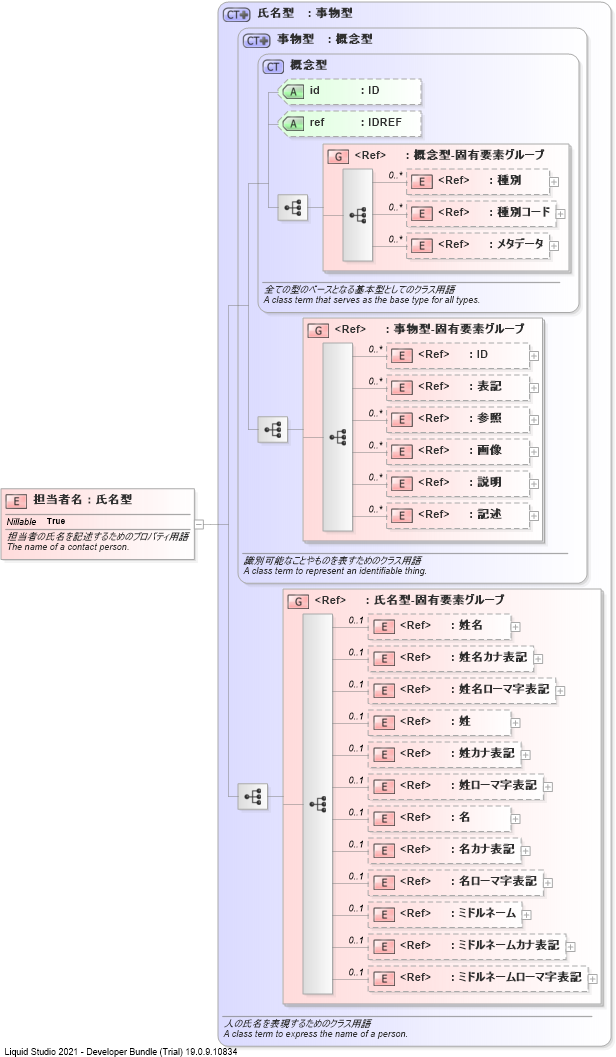 CT 氏名型 : 事物型
CT 事物型 : 概念型
CT 概念型
A id : ID
A ref : IDREF
G <Ref> : 概念型-固有要素グループ
0..* E <Ref> : 種別
0..* E <Ref> : 種別コード
0..* E <Ref> : メタデータ
全ての型のベースとなる基本型としてのクラス用語
A class term that serves as the base type for all types.
G <Ref> : 事物型-固有要素グループ
0..* E <Ref> : ID
0..* E <Ref> : 表記
0..* E <Ref> : 参照
0..* E <Ref> : 画像
0..* E <Ref> : 説明
0..* E <Ref> : 記述
識別可能なことやものを表すためのクラス用語
A class term to represent an identifiable thing.
E 担当者名 : 氏名型
Nillable True
担当者の氏名を記述するためのプロパティ用語
The name of a contact person.
G <Ref> : 氏名型-固有要素グループ
0..1 E <Ref> : 姓名
0..1 E <Ref> : 姓名カナ表記
0..1 E <Ref> : 姓名ローマ字表記
0..1 E <Ref> : 姓
0..1 E <Ref> : 姓カナ表記
0..1 E <Ref> : 姓ローマ字表記
0..1 E <Ref> : 名
0..1 E <Ref> : 名カナ表記
0..1 E <Ref> : 名ローマ字表記
0..1 E <Ref> : ミドルネーム
0..1 E <Ref> : ミドルネームカナ表記
0..1 E <Ref> : ミドルネームローマ字表記
人の氏名を表現するためのクラス用語
A class term to express the name of a person.
Liquid Studio 2021 - Developer Bundle (Trial) 19.0.9.10834